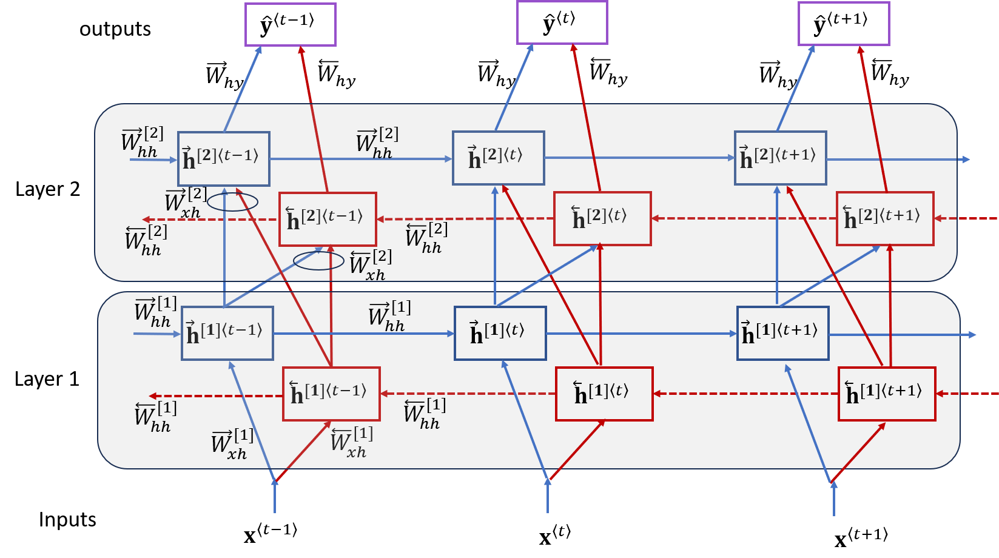 outputs
ŷ⟨t−1⟩ ŷ⟨t⟩ ŷ⟨t+1⟩
W→hy W←hy W→hy W←hy W→hy W←hy
W→hh[2] W→hh[2]
h→[2]⟨t−1⟩ h→[2]⟨t⟩ h→[2]⟨t+1⟩
Layer 2
W→xh[2]
h←[2]⟨t−1⟩ h←[2]⟨t⟩ h←[2]⟨t+1⟩
W←hh[2] W←hh[2]
W←xh[2]
W→hh[1] W→hh[1]
h→[1]⟨t−1⟩ h→[1]⟨t⟩ h→[1]⟨t+1⟩
Layer 1
h←[1]⟨t−1⟩ h←[1]⟨t⟩ h←[1]⟨t+1⟩
W←hh[1] W←hh[1]
W→xh[1] W←xh[1]
Inputs
x⟨t−1⟩ x⟨t⟩ x⟨t+1⟩